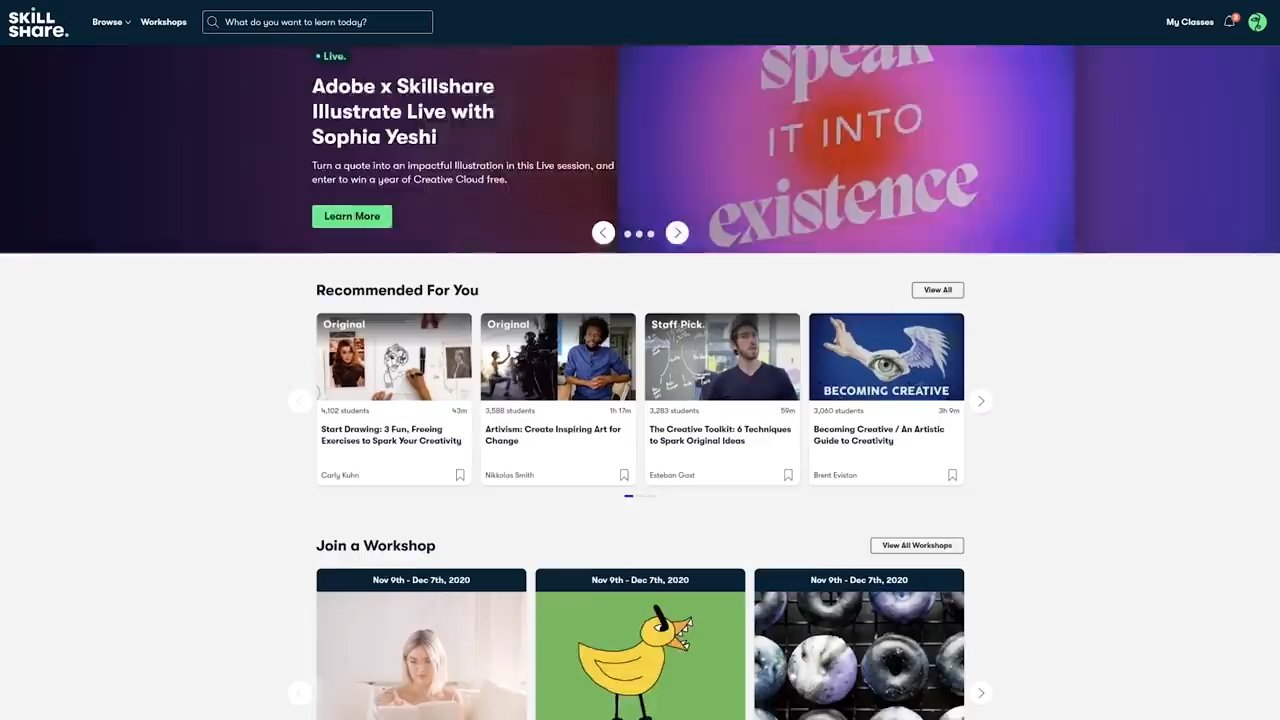 SKILL
SHARE.
Browse
Workshops
What do you want to learn today?
My Classes
3
Live.
Adobe x Skillshare
Illustrate Live with
Sophia Yeshi
Turn a quote into an impactful Illustration in this Live session, and
enter to win a year of Creative Cloud free.
Learn More
speak
IT INTO
existence
Recommended For You
View All
Original
4,102 students
43m
Start Drawing: 3 Fun, Freeing
Exercises to Spark Your Creativity
Carly Kuhn
Original
3,588 students
1h 17m
Artivism: Create Inspiring Art for
Change
Nikkolas Smith
Staff Pick.
3,283 students
59m
The Creative Toolkit: 6 Techniques
to Spark Original Ideas
Esteban Gast
BECOMING CREATIVE
3,060 students
3h 9m
Becoming Creative / An Artistic
Guide to Creativity
Brent Eviston
Join a Workshop
View All Workshops
Nov 9th - Dec 7th, 2020
Nov 9th - Dec 7th, 2020
Nov 9th - Dec 7th, 2020